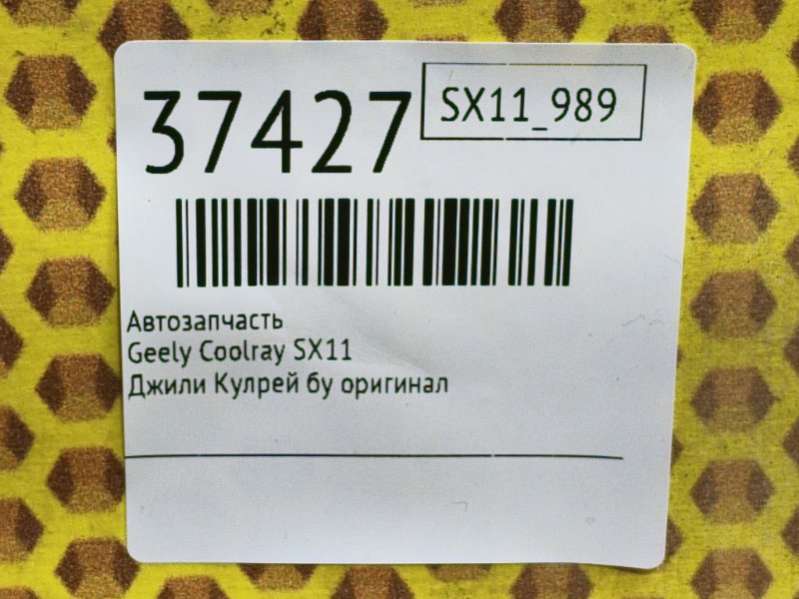 37427
SX11_989
Автозапчасть
Geely Coolray SX11
Джили Кулрей бу оригинал